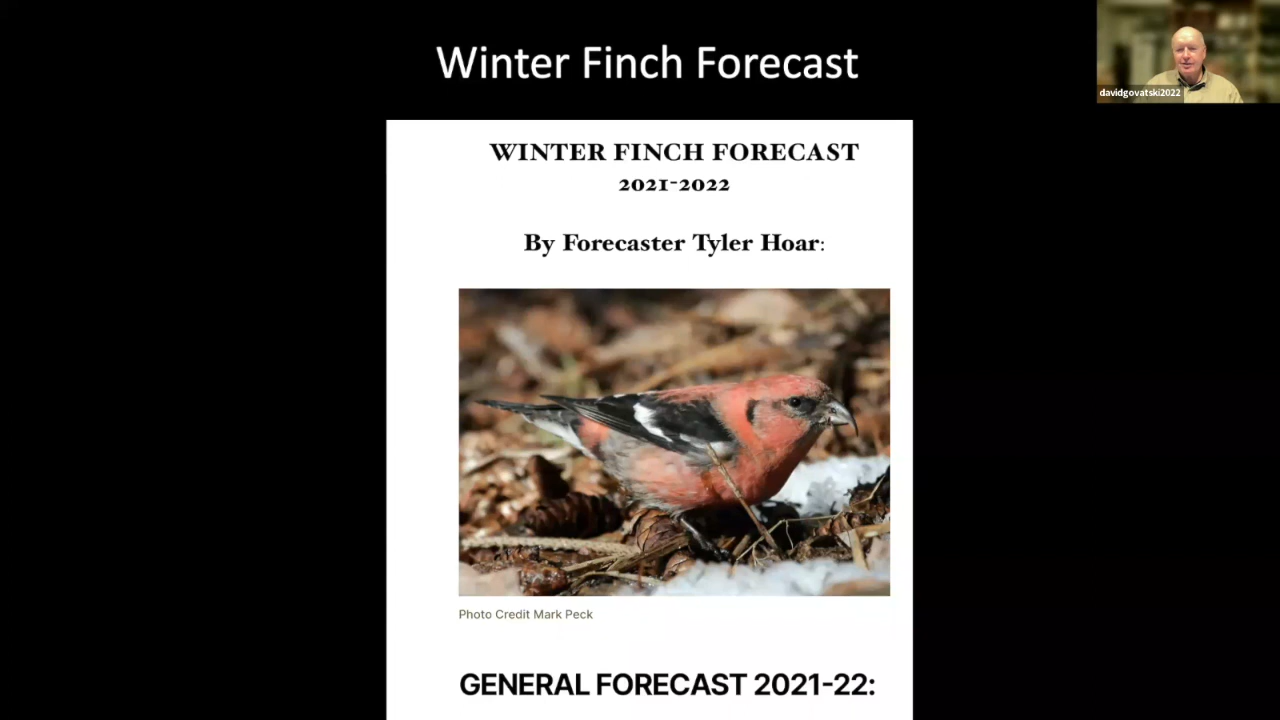 Winter Finch Forecast
davidgovatski2022
WINTER FINCH FORECAST
2021-2022
By Forecaster Tyler Hoar:
Photo Credit Mark Peck
GENERAL FORECAST 2021-22: